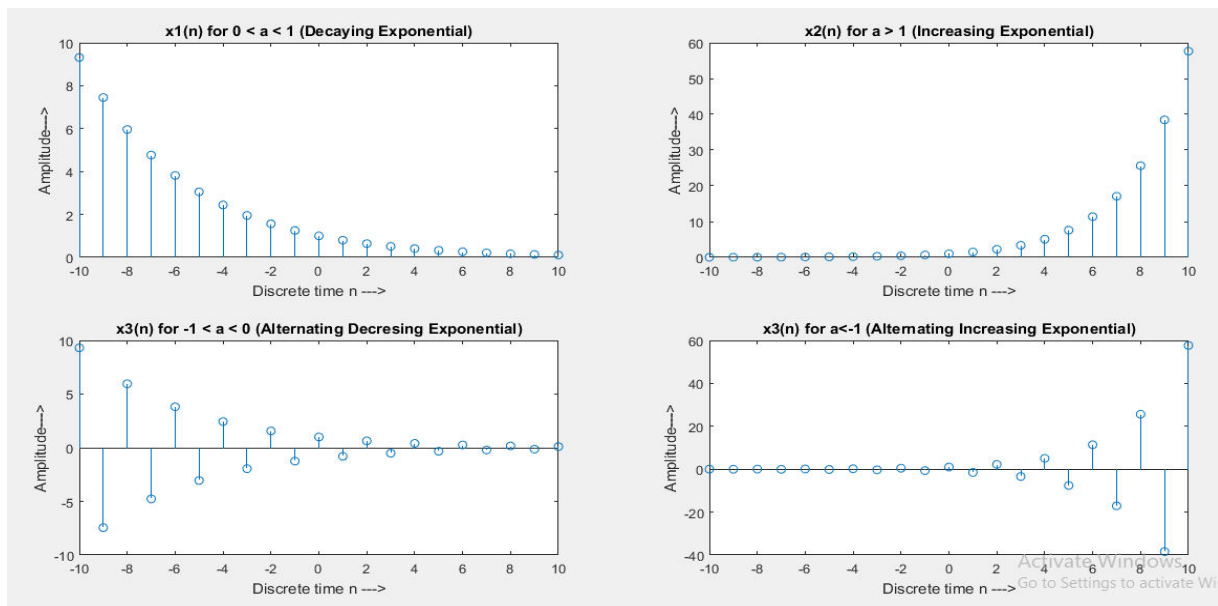 x1(n) for 0 < a < 1 (Decaying Exponential)
10
8
6
4
2
0
Amplitude--->
-10 -8 -6 -4 -2 0 2 4 6 8 10
Discrete time n --->
x2(n) for a > 1 (Increasing Exponential)
60
50
40
30
20
10
0
Amplitude--->
-10 -8 -6 -4 -2 0 2 4 6 8 10
Discrete time n --->
x3(n) for -1 < a < 0 (Alternating Decresing Exponential)
10
5
0
-5
-10
Amplitude--->
-10 -8 -6 -4 -2 0 2 4 6 8 10
Discrete time n --->
x3(n) for a<-1 (Alternating Increasing Exponential)
60
40
20
0
-20
-40
Amplitude--->
-10 -8 -6 -4 -2 0 2 4 6 8 10
Discrete time n --->
Activate Windows
Go to Settings to activate Wi